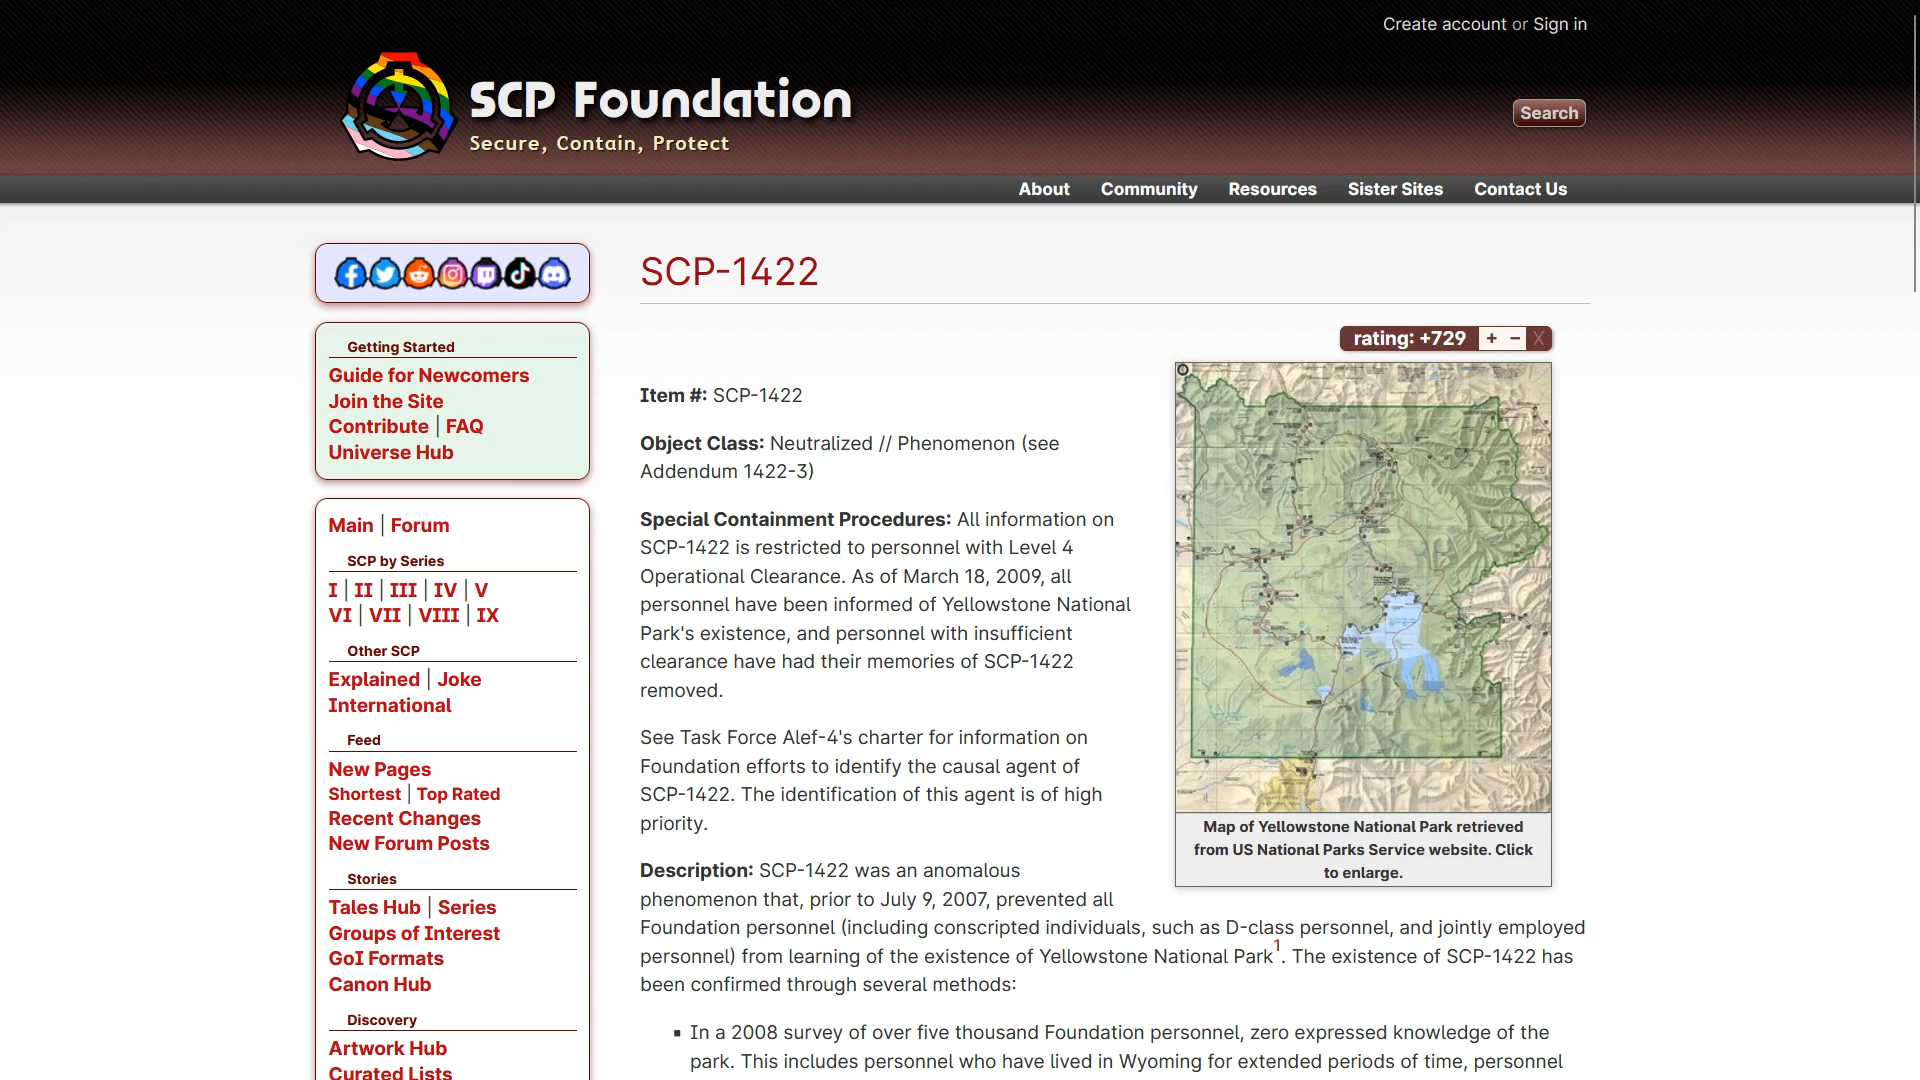 Create account or Sign in
SCP Foundation
Secure, Contain, Protect
Search
About
Community
Resources
Sister Sites
Contact Us
Getting Started
Guide for Newcomers
Join the Site
Contribute | FAQ
Universe Hub
Main | Forum
SCP by Series
I | II | III | IV | V
VI | VII | VIII | IX
Other SCP
Explained | Joke
International
Feed
New Pages
Shortest | Top Rated
Recent Changes
New Forum Posts
Stories
Tales Hub | Series
Groups of Interest
GoI Formats
Canon Hub
Discovery
Artwork Hub
Curated Lists
SCP-1422
rating: +729 + − X
Map of Yellowstone National Park retrieved
from US National Parks Service website. Click
to enlarge.
Item #: SCP-1422
Object Class: Neutralized // Phenomenon (see
Addendum 1422-3)
Special Containment Procedures: All information on
SCP-1422 is restricted to personnel with Level 4
Operational Clearance. As of March 18, 2009, all
personnel have been informed of Yellowstone National
Park's existence, and personnel with insufficient
clearance have had their memories of SCP-1422
removed.
See Task Force Alef-4's charter for information on
Foundation efforts to identify the causal agent of
SCP-1422. The identification of this agent is of high
priority.
Description: SCP-1422 was an anomalous
phenomenon that, prior to July 9, 2007, prevented all
Foundation personnel (including conscripted individuals, such as D-class personnel, and jointly employed
personnel) from learning of the existence of Yellowstone National Park1. The existence of SCP-1422 has
been confirmed through several methods:
▪ In a 2008 survey of over five thousand Foundation personnel, zero expressed knowledge of the
park. This includes personnel who have lived in Wyoming for extended periods of time, personnel